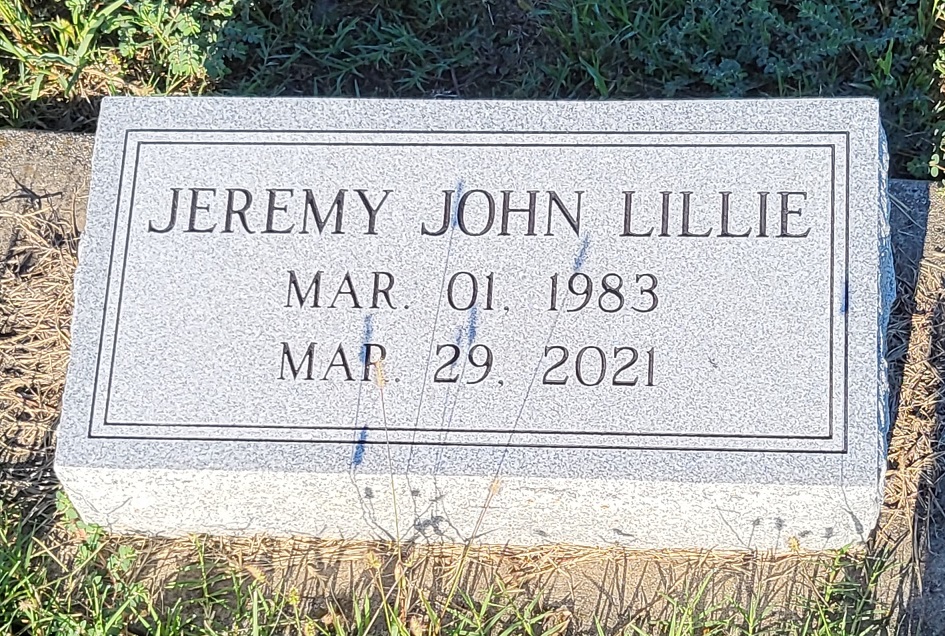 JEREMY JOHN LILLIE
MAR. 01, 1983
MAR. 29, 2021